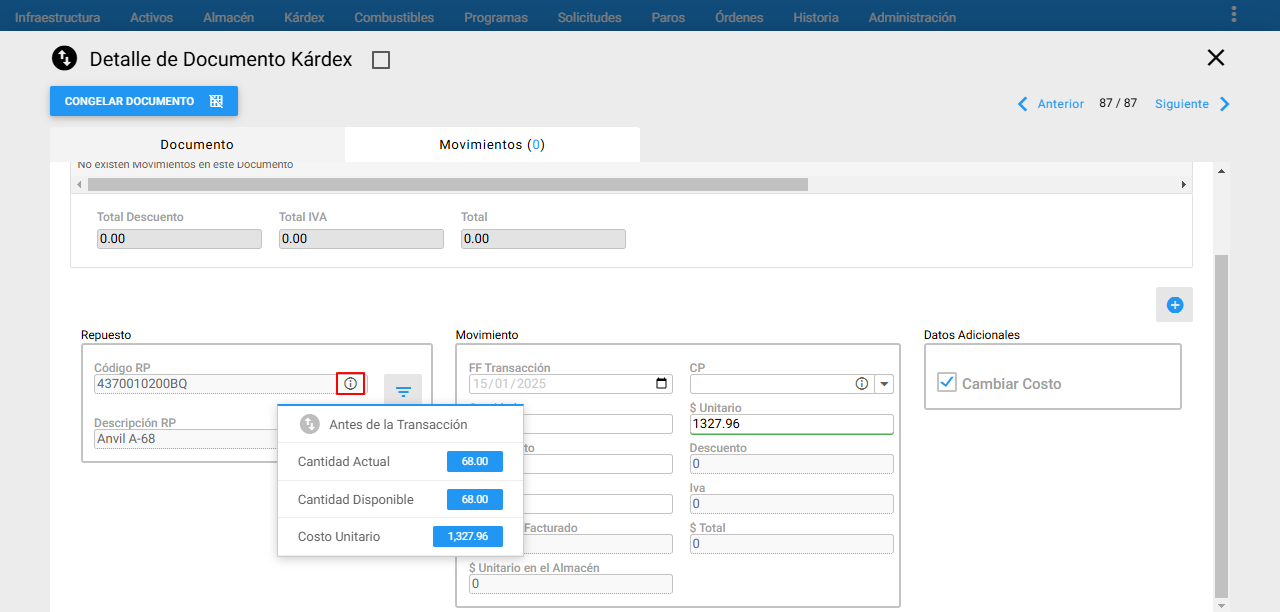 Infraestructura Activos Almacén Kárdex Combustibles Programas Solicitudes Paros Órdenes Historia Administración
Detalle de Documento Kárdex
CONGELAR DOCUMENTO
Anterior 87 / 87 Siguiente
Documento Movimientos (0)
No existen Movimientos en este Documento
Total Descuento Total IVA Total
0.00 0.00 0.00
Repuesto Movimiento Datos Adicionales
Código RP FF Transacción CP
4370010200BQ 15/01/2025 Cambiar Costo
$ Unitario
1327.96
Descripción RP
Anvil A-68
Antes de la Transacción
Cantidad Actual 68.00
Cantidad Disponible 68.00
Costo Unitario 1,327.96
Descuento
0
Iva
0
Facturado $ Total
0
$ Unitario en el Almacén
0